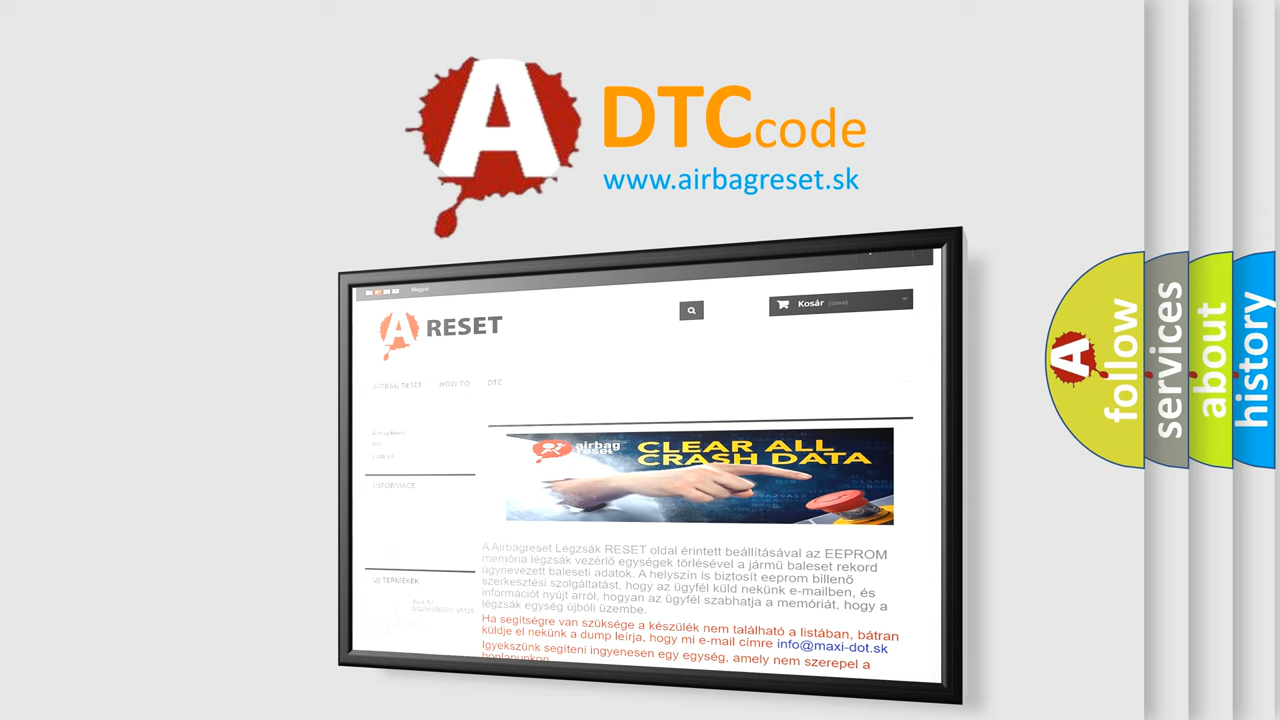 A DTCcode
www.airbagreset.sk
Magyar
Kosár (üres)
A RESET
AIRBAG RESET HOW TO DTC
INFORMACE
ÚJ TERMÉKEK
airbag
reset
CLEAR ALL
CRASH DATA
A Airbagreset Légzsák RESET oldal érintett beállításával az EEPROM
memória légzsák vezérlő egységek törlésével a jármű baleset rekord
úgynevezett baleseti adatok. A helyszín is biztosít eeprom billenő
szerkesztési szolgáltatást, hogy az ügyfél küld nekünk e-mailben, és
információt nyújt arról, hogyan az ügyfél szabhatja a memóriát, hogy a
légzsák egység újbóli üzembe.
Ha segítségre van szüksége a készülék nem található a listában, bátran
küldje el nekünk a dump leírja, hogy mi e-mail címre info@maxi-dot.sk
Igyekszünk segíteni ingyenesen egy egység, amely nem szerepel a
honlapunkon
A follow
services
about
history